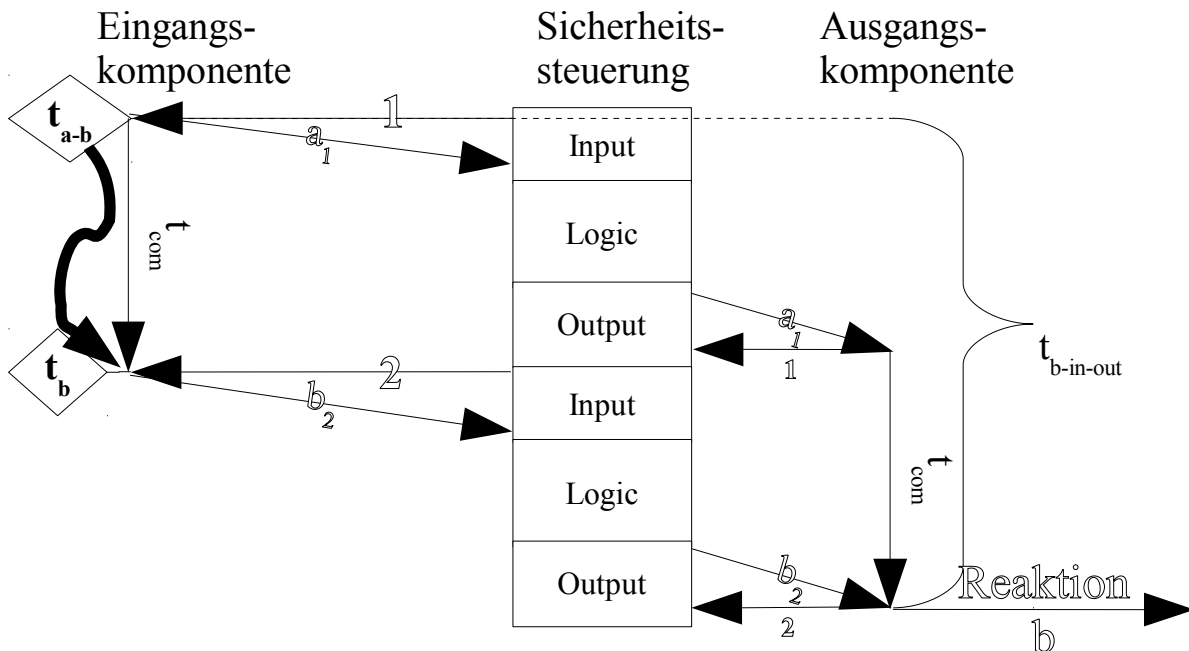 Eingangs-
komponente
Sicherheits-
steuerung
Ausgangs-
komponente
t a-b
1
a 1
Input
t com
Logic
a 1
Output
1
t b-in-out
t b
2
b 2
Input
t com
Logic
b 2
Output
2
Reaktion
b